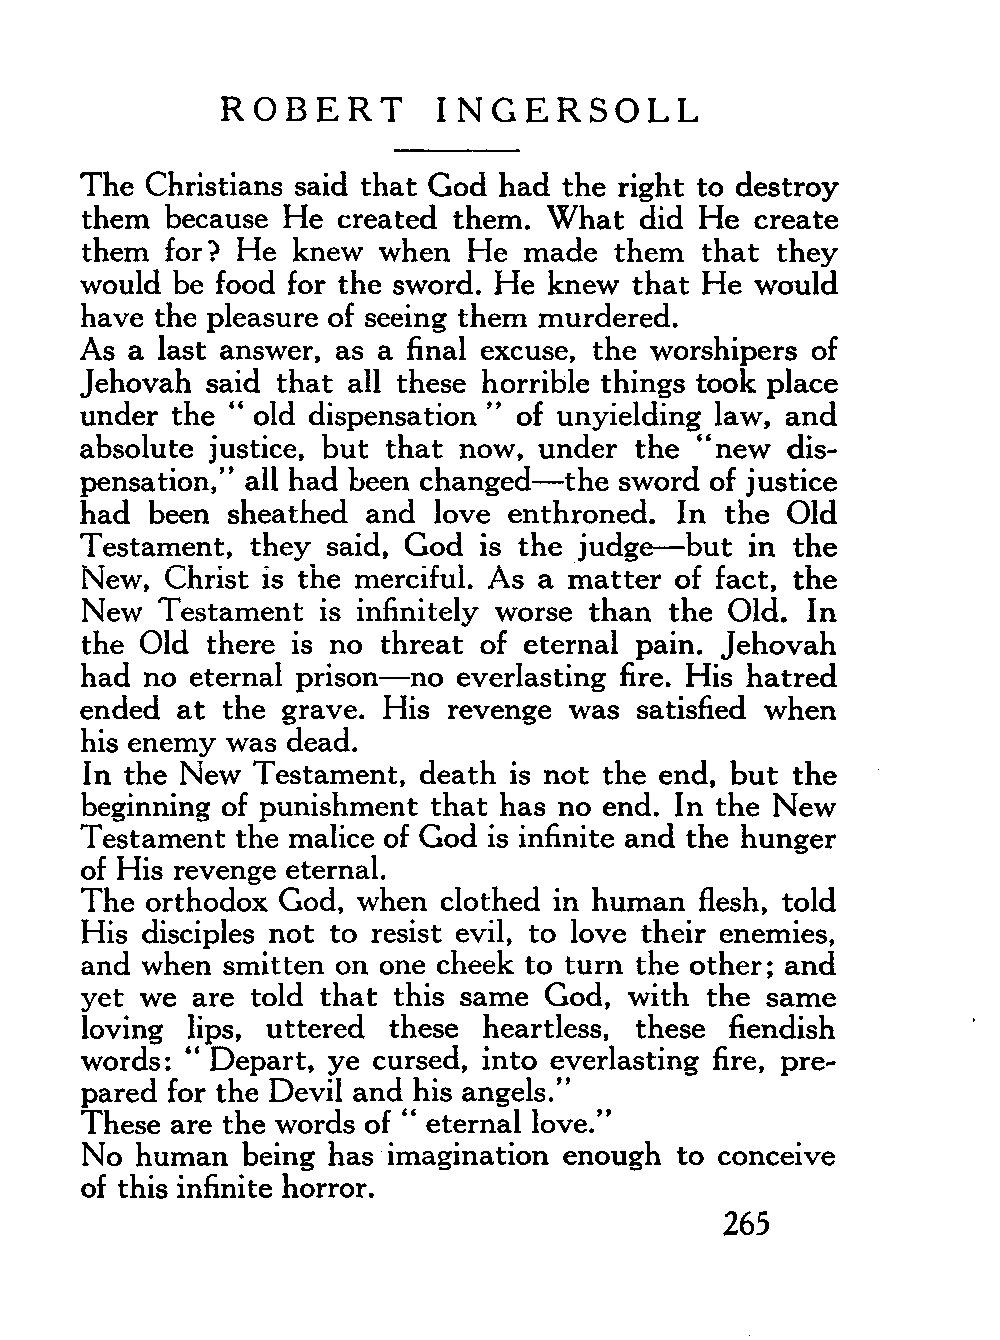 ROBERT INGERSOLL
The Christians said that God had the right to destroy
them because He created them. What did He create
them for? He knew when He made them that they
would be food for the sword. He knew that He would
have the pleasure of seeing them murdered.
As a last answer, as a final excuse, the worshipers of
Jehovah said that all these horrible things took place
under the “ old dispensation ” of unyielding law, and
absolute justice, but that now, under the “new dis-
pensation,” all had been changed—the sword of justice
had been sheathed and love enthroned. In the Old
Testament, they said, God is the judge—but in the
New, Christ is the merciful. As a matter of fact, the
New Testament is infinitely worse than the Old. In
the Old there is no threat of eternal pain. Jehovah
had no eternal prison—no everlasting fire. His hatred
ended at the grave. His revenge was satisfied when
his enemy was dead.
In the New Testament, death is not the end, but the
beginning of punishment that has no end. In the New
Testament the malice of God is infinite and the hunger
of His revenge eternal.
The orthodox God, when clothed in human flesh, told
His disciples not to resist evil, to love their enemies,
and when smitten on one cheek to turn the other; and
yet we are told that this same God, with the same
loving lips, uttered these heartless, these fiendish
words: “ Depart, ye cursed, into everlasting fire, pre-
pared for the Devil and his angels.”
These are the words of “ eternal love.”
No human being has imagination enough to conceive
of this infinite horror.
265